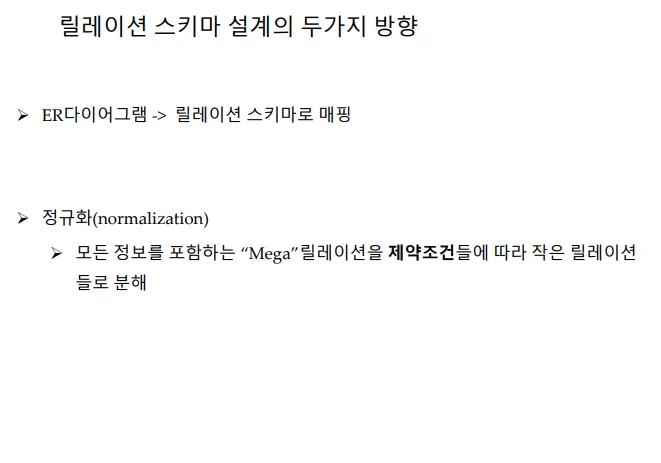 릴레이션 스키마 설계의 두가지 방향
➢ ER다이어그램 -> 릴레이션 스키마로 매핑
➢ 정규화(normalization)
➢ 모든 정보를 포함하는 “Mega”릴레이션을 제약조건들에 따라 작은 릴레이션
들로 분해